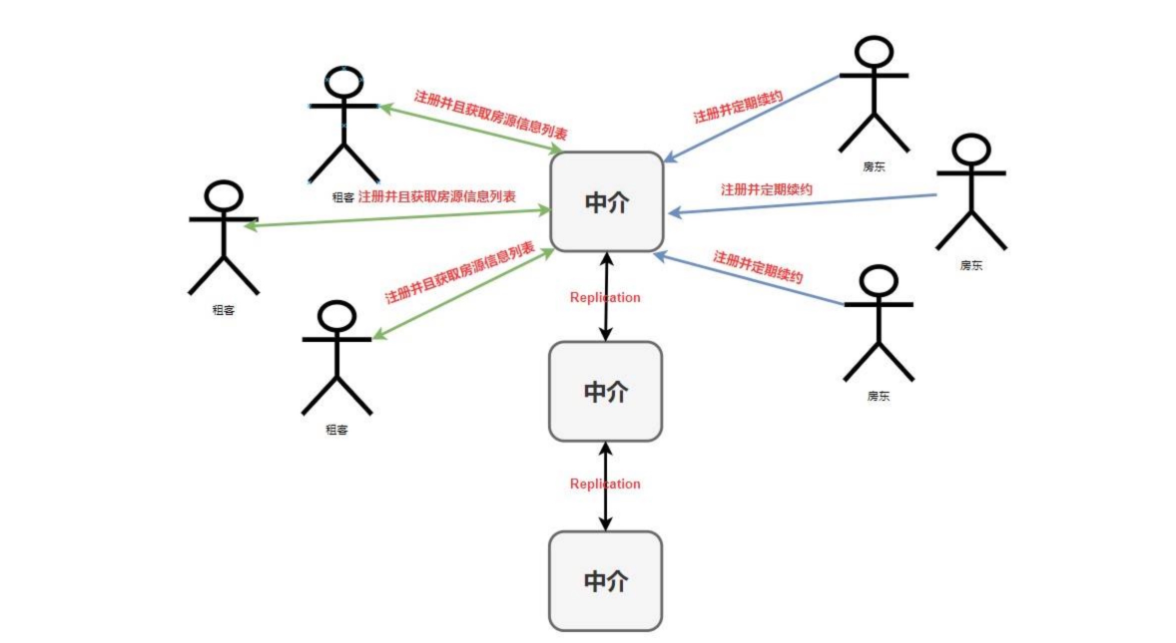 注册并且获取房源信息列表
注册并定期续约
房东
租客
注册并且获取房源信息列表
中介
注册并定期续约
注册并且获取房源信息列表
注册并定期续约
房东
租客
Replication
中介
房东
租客
Replication
中介